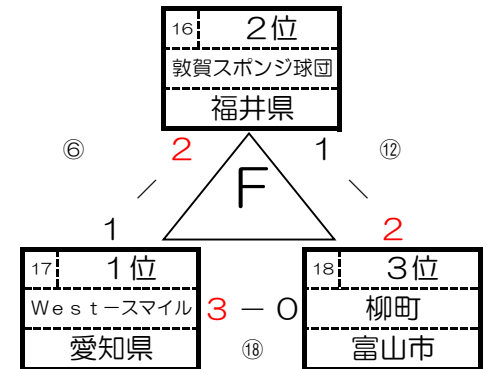 16 2位
敦賀スポンジ球団
福井県
⑥ 2 1 ⑫
F
1 2
17 1位
Westースマイル
愛知県
3 － 0
⑱
18 3位
柳町
富山市